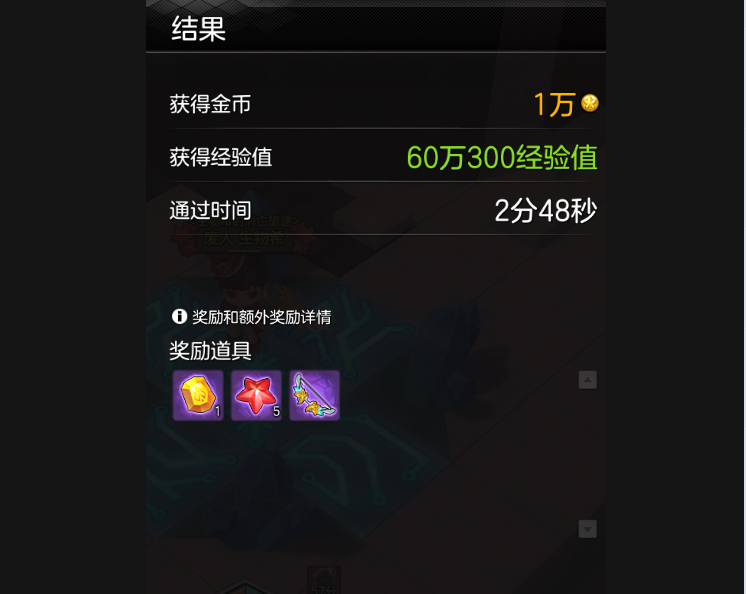 结果
获得金币
1万
获得经验值
60万300经验值
通过时间
2分48秒
奖励和额外奖励详情
奖励道具
1
5